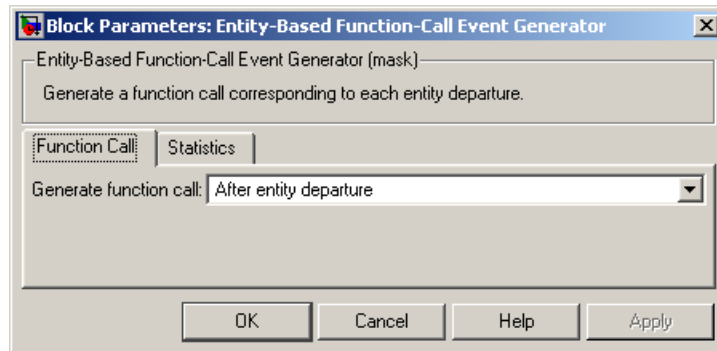 Block Parameters: Entity-Based Function-Call Event Generator
Entity-Based Function-Call Event Generator (mask)
Generate a function call corresponding to each entity departure.
Function Call Statistics
Generate function call: After entity departure
OK Cancel Help Apply